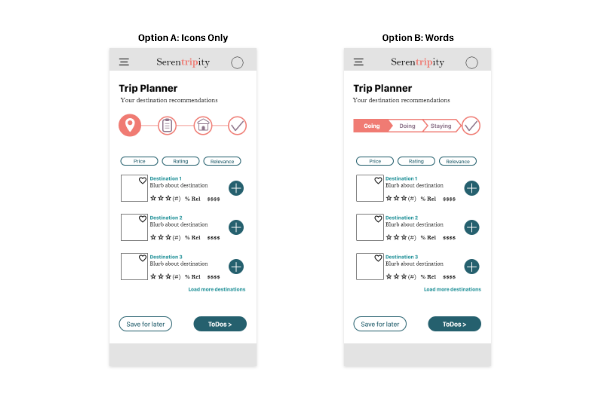 Option A: Icons Only
Serentripity
Trip Planner
Your destination recommendations
Price Rating Relevance
Destination 1
Blurb about destination
(#) % Rel $$$$
Destination 2
Blurb about destination
(#) % Rel $$$$
Destination 3
Blurb about destination
(#) % Rel $$$$
Load more destinations
Save for later ToDos >
Option B: Words
Serentripity
Trip Planner
Your destination recommendations
Going Doing Staying
Price Rating Relevance
Destination 1
Blurb about destination
(#) % Rel $$$$
Destination 2
Blurb about destination
(#) % Rel $$$$
Destination 3
Blurb about destination
(#) % Rel $$$$
Load more destinations
Save for later ToDos >